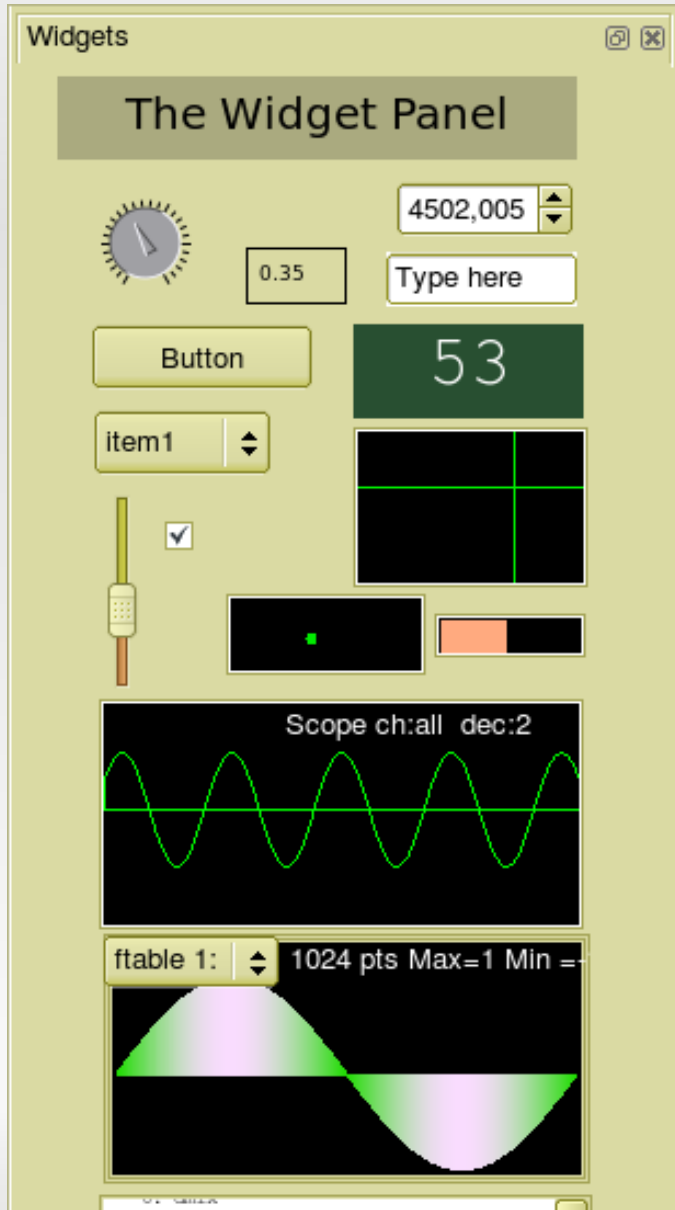 Widgets
The Widget Panel
4502,005
0.35
Type here
Button
53
item1
Scope ch:all dec:2
ftable 1:
1024 pts Max=1 Min =-